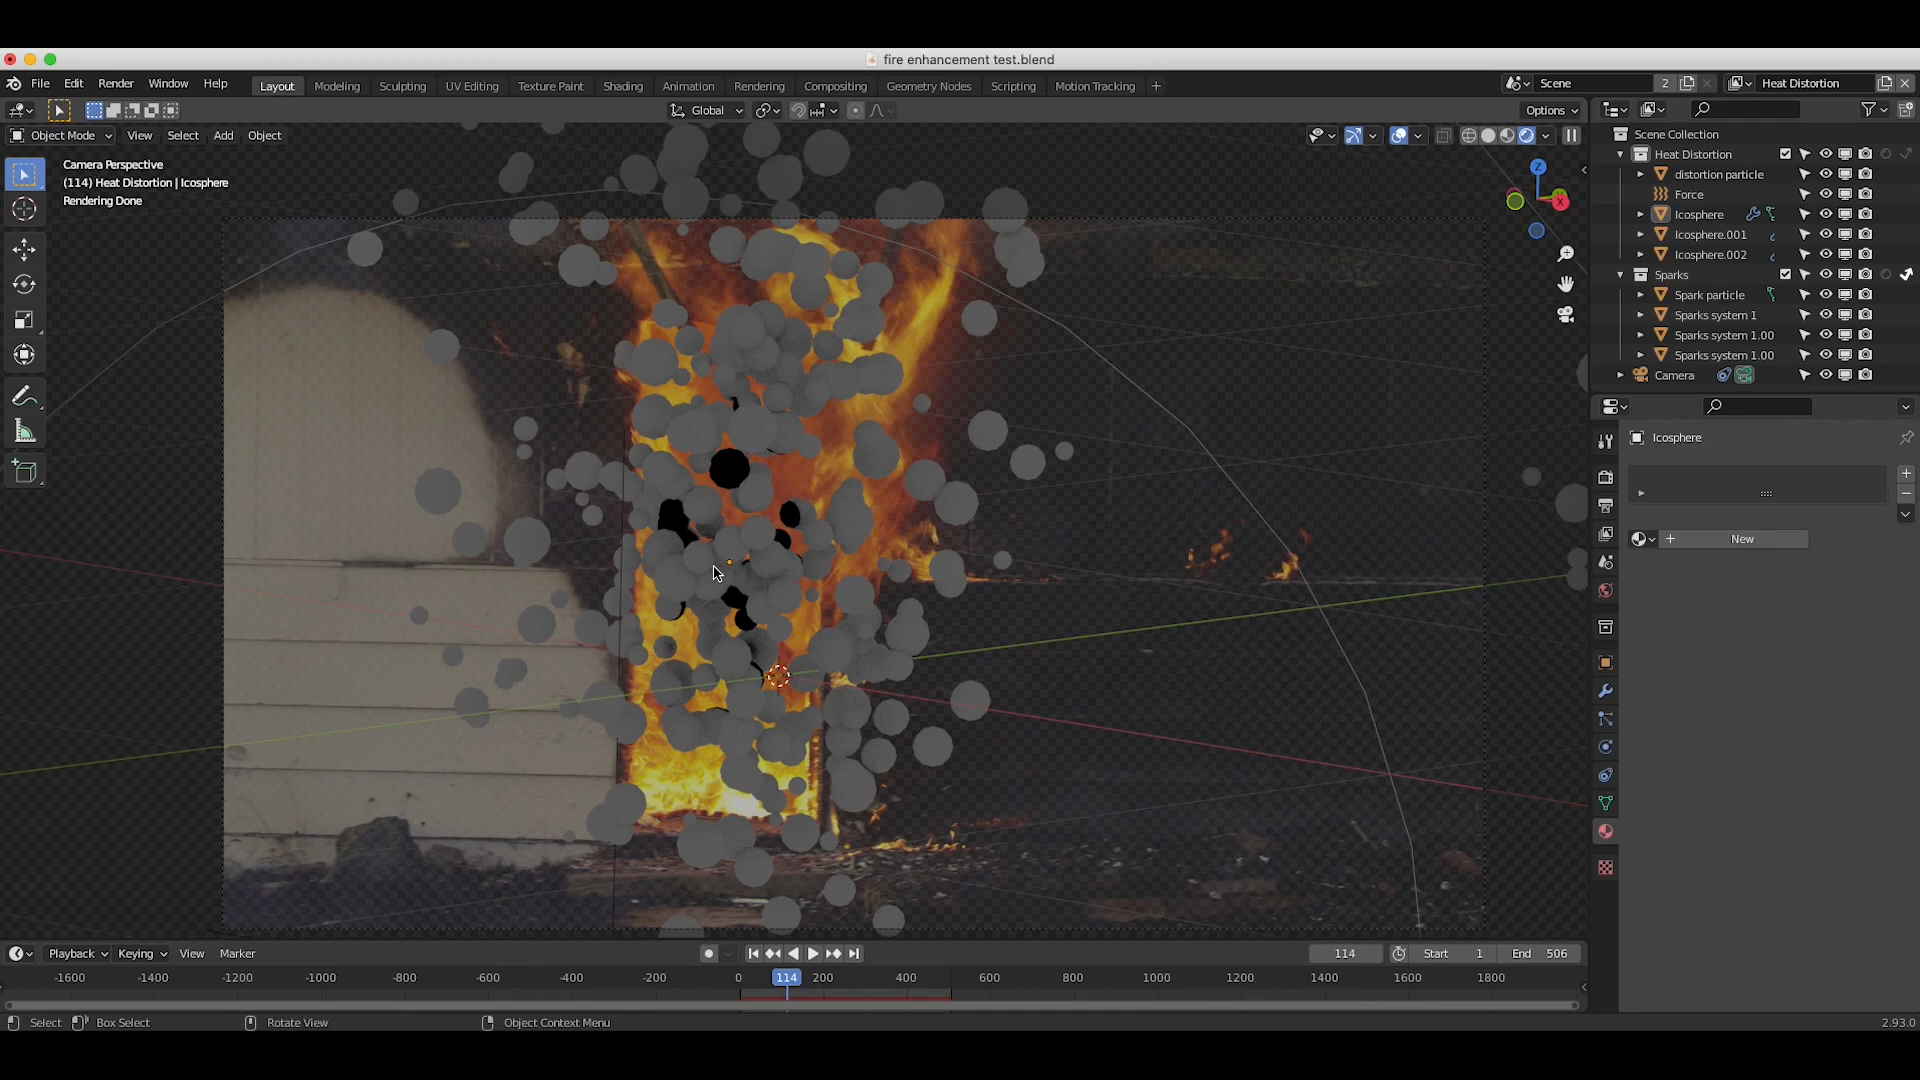 fire enhancement test.blend
File Edit Render Window Help Layout Modeling Sculpting UV Editing Texture Paint Shading Animation Rendering Compositing Geometry Nodes Scripting Motion Tracking + Scene 2 Heat Distortion
Global Options
Object Mode View Select Add Object
Camera Perspective
(114) Heat Distortion | Icosphere
Rendering Done
Z
X
Scene Collection
Heat Distortion
distortion particle
Force
Icosphere
Icosphere.001
Icosphere.002
Sparks
Spark particle
Sparks system 1
Sparks system 1.00
Sparks system 1.00
Camera
Icosphere
+ New
Playback Keying View Marker 114 Start 1 End 506
-1600 -1400 -1200 -1000 -800 -600 -400 -200 0 114 200 400 600 800 1000 1200 1400 1600 1800
Select Box Select Rotate View Object Context Menu 2.93.0